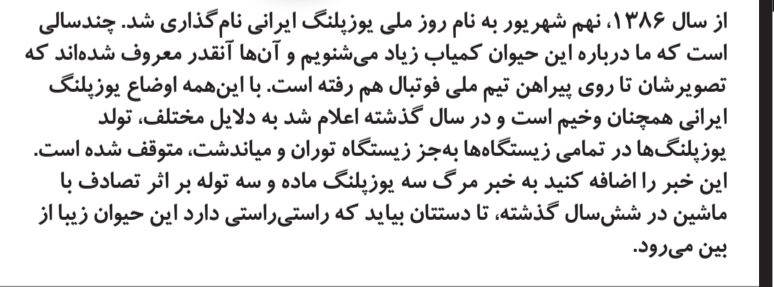 از سال ۱۳۸۶، نهم شهریور به نام روز ملی یوزپلنگ ایرانی نام‌گذاری شد. چندسالی
است که ما درباره این حیوان کمیاب زیاد می‌شنویم و آن‌ها آنقدر معروف شده‌اند که
تصویرشان تا روی پیراهن تیم ملی فوتبال هم رفته است. با این‌همه اوضاع یوزپلنگ
ایرانی همچنان وخیم است و در سال گذشته اعلام شد به دلایل مختلف، تولد
یوزپلنگ‌ها در تمامی زیستگاه‌ها به‌جز زیستگاه توران و میاندشت، متوقف شده است.
این خبر را اضافه کنید به خبر مرگ سه یوزپلنگ ماده و سه توله بر اثر تصادف با
ماشین در شش‌سال گذشته، تا دستتان بیاید که راستی‌راستی دارد این حیوان زیبا از
بین می‌رود.